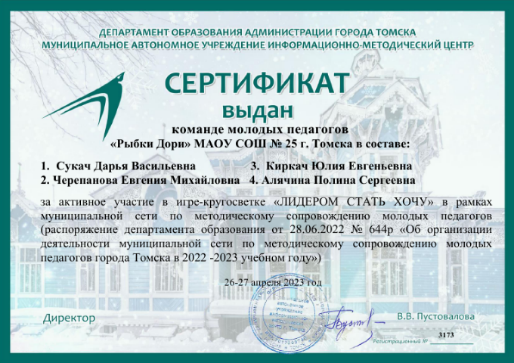 ДЕПАРТАМЕНТ ОБРАЗОВАНИЯ АДМИНИСТРАЦИИ ГОРОДА ТОМСКА
МУНИЦИПАЛЬНОЕ АВТОНОМНОЕ УЧРЕЖДЕНИЕ ИНФОРМАЦИОННО-МЕТОДИЧЕСКИЙ ЦЕНТР
СЕРТИФИКАТ
выдан
команде молодых педагогов
«Рыбки Дори» МАОУ СОШ № 25 г. Томска в составе:
1. Сукач Дарья Васильевна 3. Киркач Юлия Евгеньевна
2. Черепанова Евгения Михайловна 4. Алячина Полина Сергеевна
за активное участие в игре-кругосветке «ЛИДЕРОМ СТАТЬ ХОЧУ» в рамках
муниципальной сети по методическому сопровождению молодых педагогов
(распоряжение департамента образования от 28.06.2022 № 644р «Об организации
деятельности муниципальной сети по методическому сопровождению молодых
педагогов города Томска в 2022 -2023 учебном году»)
26-27 апреля 2023 год
Директор В.В. Пустовалова
Регистрационный № 3173